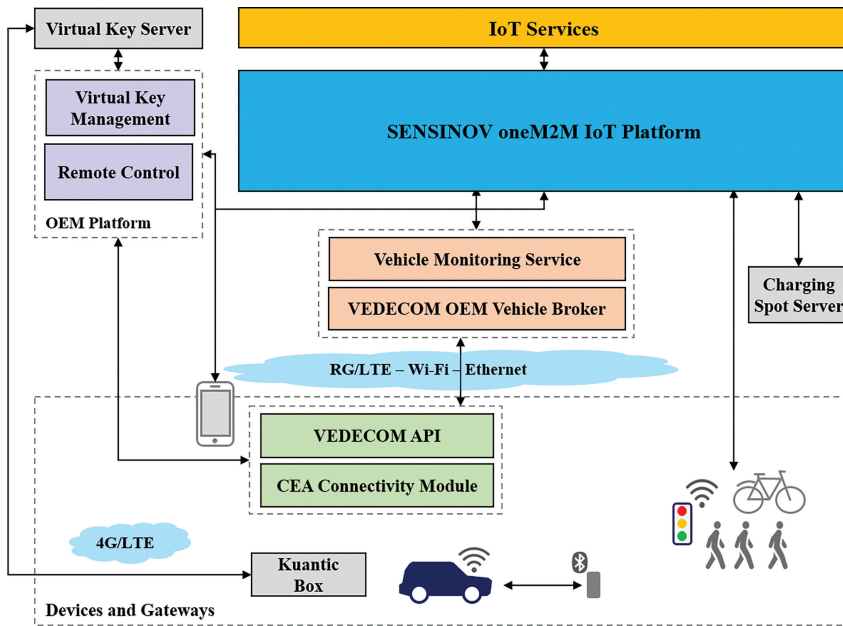 Virtual Key Server
IoT Services
Virtual Key
Management
SENSINOV oneM2M IoT Platform
Remote Control
OEM Platform
Vehicle Monitoring Service
Charging
Spot Server
VEDECOM OEM Vehicle Broker
RG/LTE – Wi-Fi – Ethernet
VEDECOM API
CEA Connectivity Module
4G/LTE
Kuantic
Box
Devices and Gateways